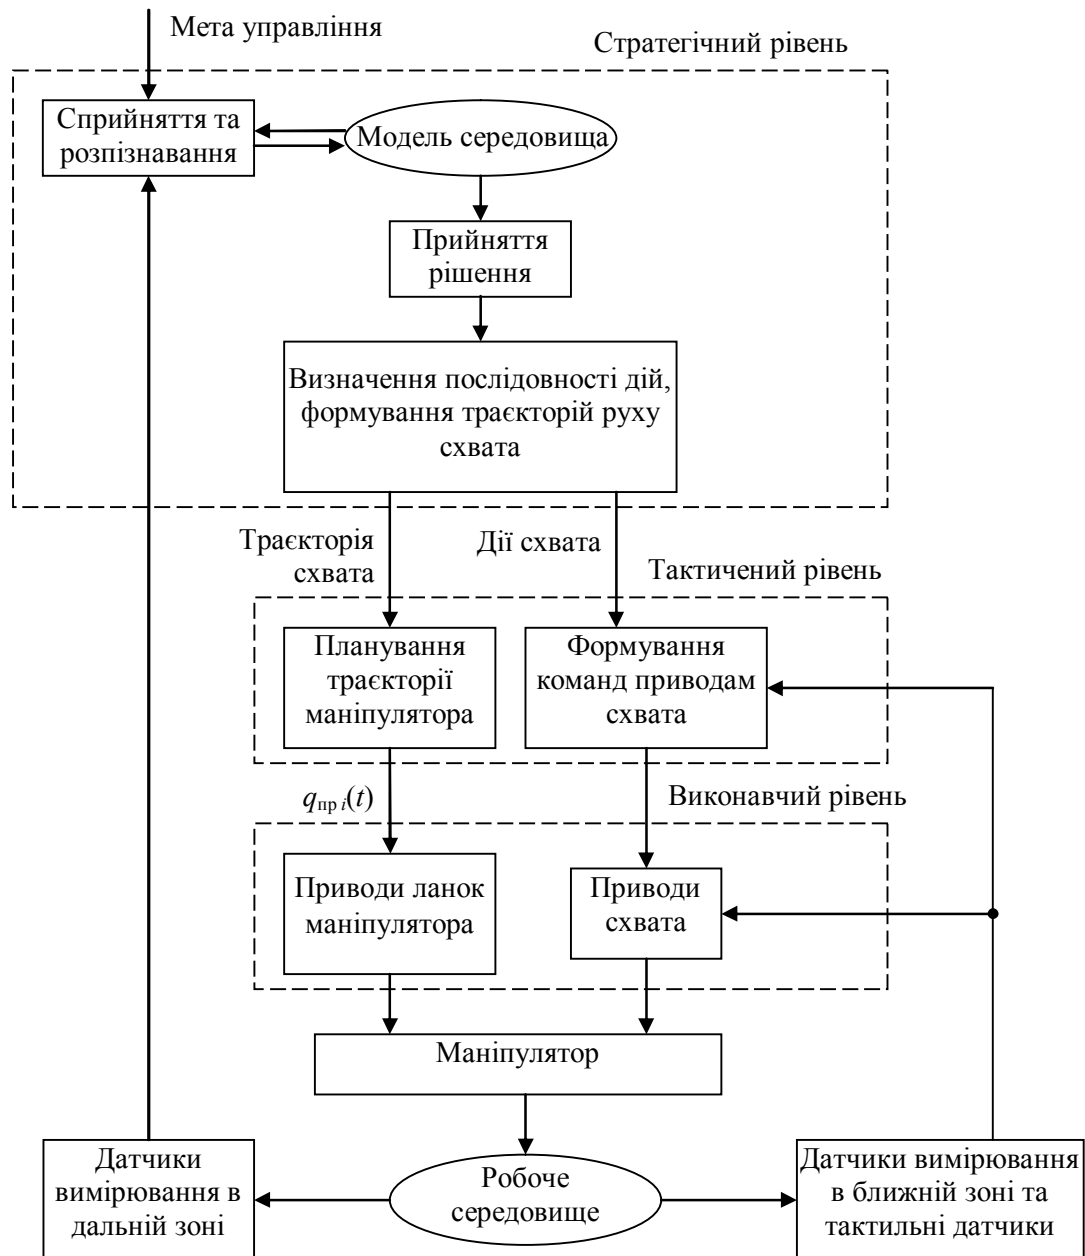 Мета управління
Стратегічний рівень
Сприйняття та
розпізнавання
Модель середовища
Прийняття
рішення
Визначення послідовності дій,
формування траєкторій руху
схвата
Траєкторія
схвата
Дії схвата
Тактичений рівень
Планування
траєкторії
маніпулятора
Формування
команд приводам
схвата
qпр i(t)
Виконавчий рівень
Приводи ланок
маніпулятора
Приводи
схвата
Маніпулятор
Датчики
вимірювання в
дальній зоні
Робоче
середовище
Датчики вимірювання
в ближній зоні та
тактильні датчики